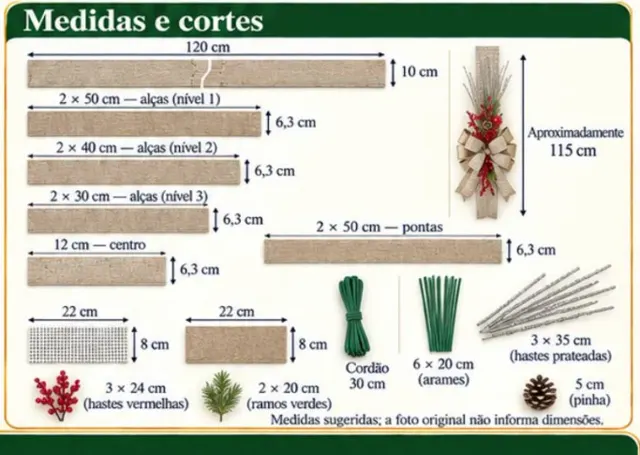 Medidas e cortes
120 cm
10 cm
2 × 50 cm — alças (nível 1)
6,3 cm
2 × 40 cm — alças (nível 2)
6,3 cm
2 × 30 cm — alças (nível 3)
6,3 cm
12 cm — centro
6,3 cm
Aproximadamente
115 cm
2 × 50 cm — pontas
6,3 cm
22 cm
8 cm
22 cm
8 cm
Cordão
30 cm
6 × 20 cm
(arames)
3 × 35 cm
(hastes prateadas)
3 × 24 cm
(hastes vermelhas)
2 × 20 cm
(ramos verdes)
5 cm
(pinha)
Medidas sugeridas; a foto original não informa dimensões.